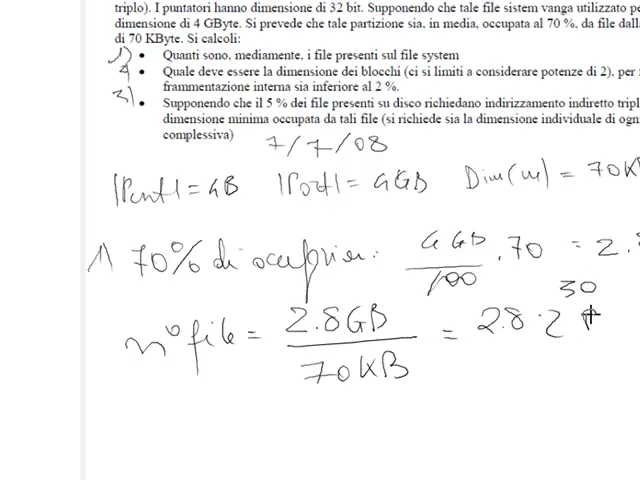 triplo). I puntatori hanno dimensione di 32 bit. Supponendo che tale file sistem vanga utilizzato p
dimensione di 4 GByte. Si prevede che tale partizione sia, in media, occupata al 70 %, da file dal
di 70 KByte. Si calcoli:
1) • Quanti sono, mediamente, i file presenti sul file system
• Quale deve essere la dimensione dei blocchi (ci si limiti a considerare potenze di 2), per
frammentazione interna sia inferiore al 2 %.
3) • Supponendo che il 5 % dei file presenti su disco richiedano indirizzamento indiretto tripl
dimensione minima occupata da tali file (si richiede sia la dimensione individuale di ogn
complessiva)
7/7/08
|Punt| = 4B |Part| = 4GB Dim(m) = 70K
1) 70% di occupazion: 4 GB / 100 . 70 = 2.
n° file = 2.8GB / 70KB = 2.8 · 2 30